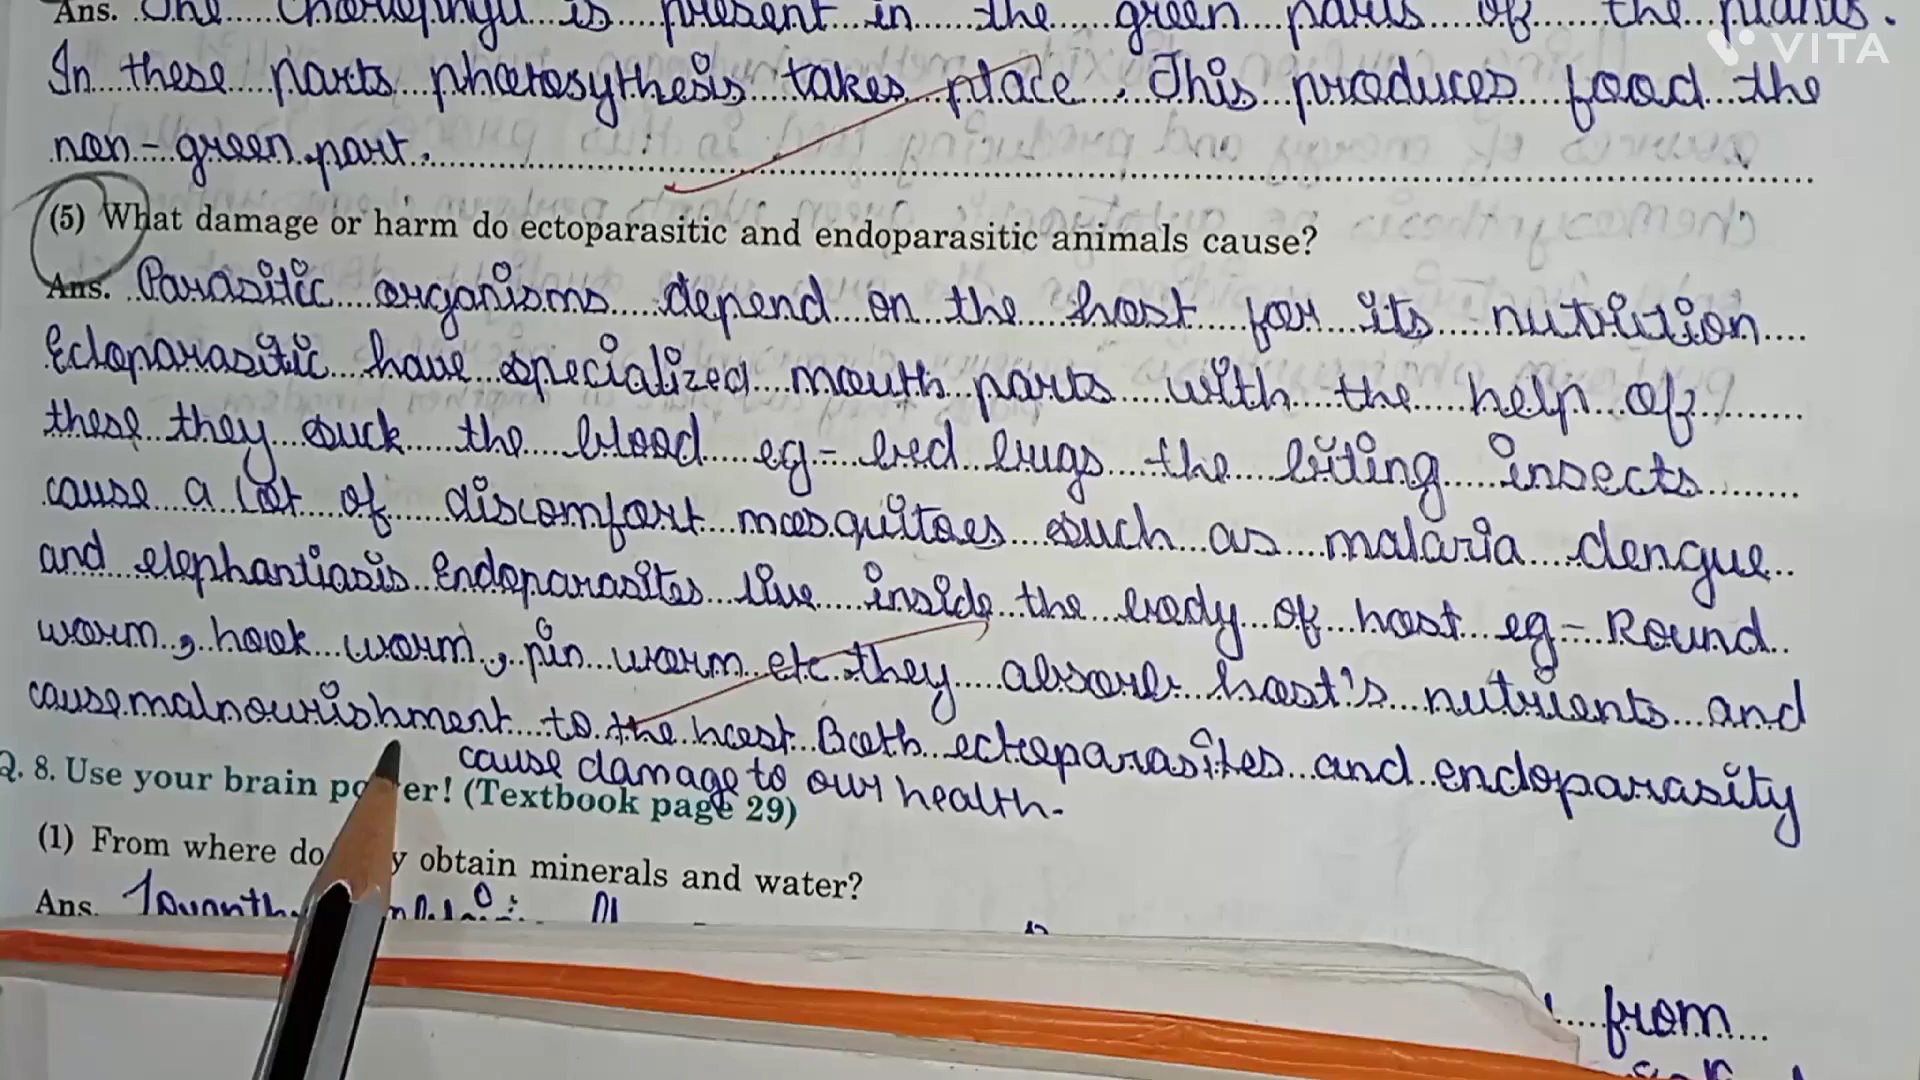 Ans. The chorlophyll is present in the green parts of the plants.
VITA
In these parts photosythesis takes place. This produces food the
non-green part.
(5) What damage or harm do ectoparasitic and endoparasitic animals cause?
Ans. Parasitic organisms depend on the host for its nutrition
Ectoparasitic have specialized mouth parts with the help of
these they suck the blood eg- bed bugs the biting insects
cause a lot of discomfort mosquitoes such as malaria dengue
and elephantiasis Endoparasites live inside the body of host eg- Round
worm, hook worm, pin worm etc they absorb host's nutrients and
cause malnourishment to the host Both ectoparasites and endoparasity
cause damage to our health.
Q. 8. Use your brain power! (Textbook page 29)
(1) From where do obtain minerals and water?
Ans.
from